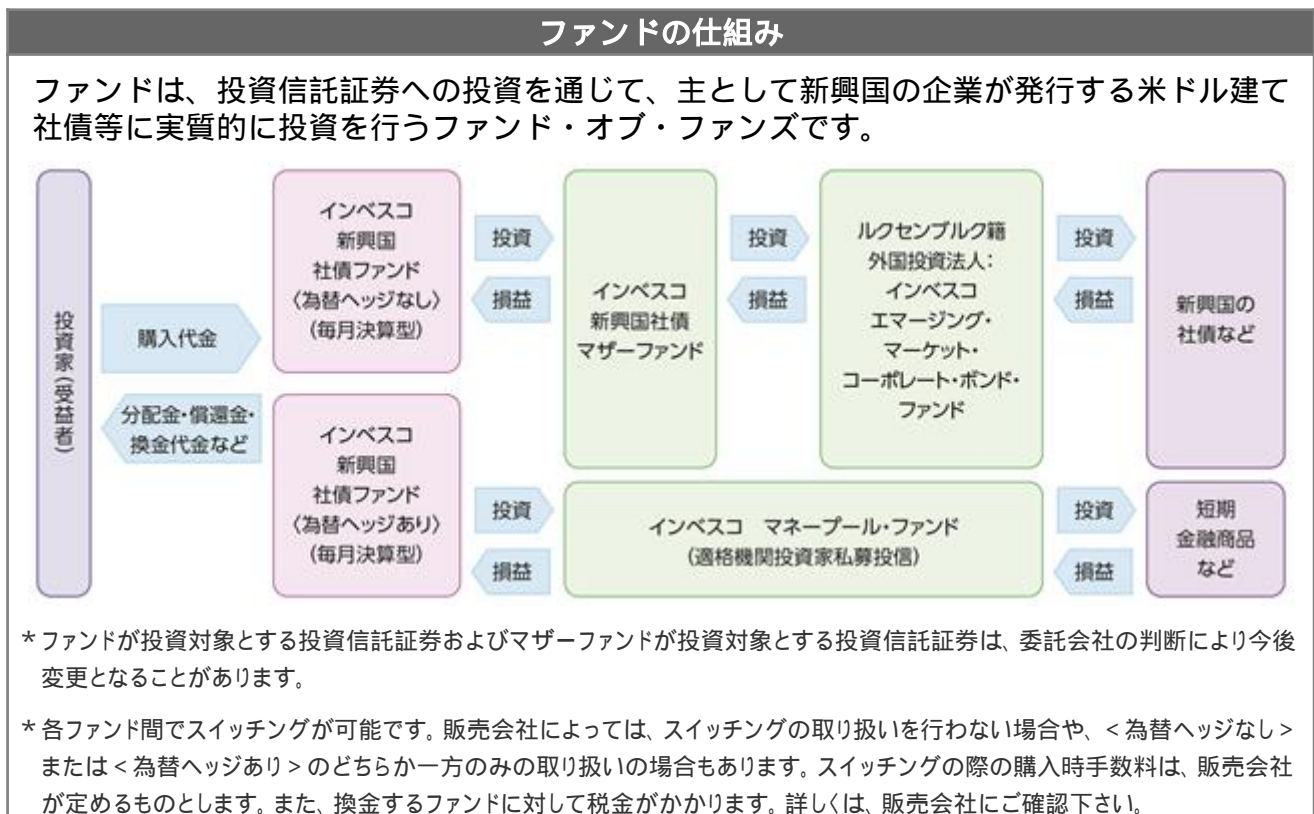 ファンドの仕組み
ファンドは、投資信託証券への投資を通じて、主として新興国の企業が発行する米ドル建て
社債等に実質的に投資を行うファンド・オブ・ファンズです。
投資家(受益者)
購入代金
分配金・償還金・
換金代金など
インベスコ
新興国
社債ファンド
〈為替ヘッジなし〉
(毎月決算型)
インベスコ
新興国
社債ファンド
〈為替ヘッジあり〉
(毎月決算型)
投資
損益
インベスコ
新興国社債
マザーファンド
投資
損益
ルクセンブルク籍
外国投資法人:
インベスコ
エマージング・
マーケット・
コーポレート・ボンド・
ファンド
投資
損益
新興国の
社債など
投資
損益
インベスコ マネープール・ファンド
(適格機関投資家私募投信)
投資
損益
短期
金融商品
など
*ファンドが投資対象とする投資信託証券およびマザーファンドが投資対象とする投資信託証券は、委託会社の判断により今後
変更となることがあります。
*各ファンド間でスイッチングが可能です。販売会社によっては、スイッチングの取り扱いを行わない場合や、<為替ヘッジなし>
または<為替ヘッジあり>のどちらか一方のみの取り扱いの場合もあります。スイッチングの際の購入時手数料は、販売会社
が定めるものとします。また、換金するファンドに対して税金がかかります。詳しくは、販売会社にご確認下さい。